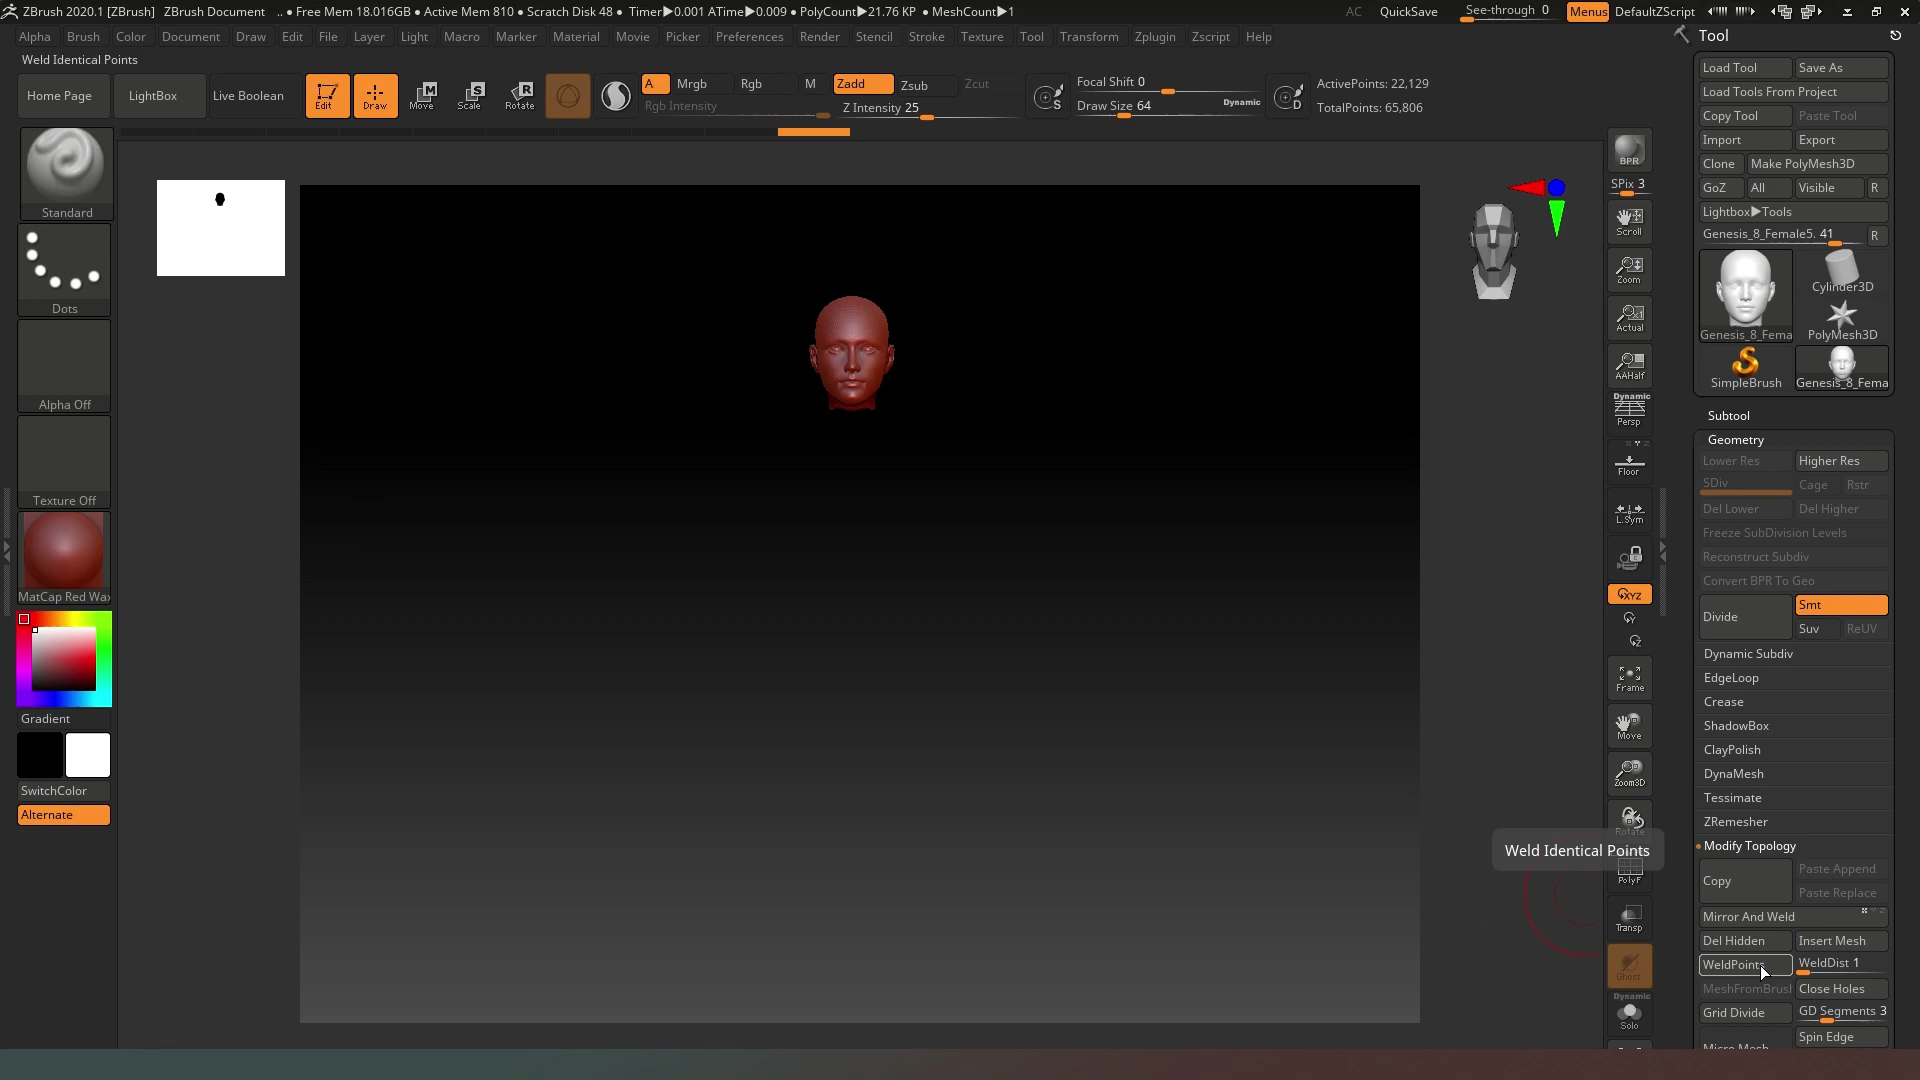 ZBrush 2020.1 [ZBrush] ZBrush Document .. ● Free Mem 18.016GB ● Active Mem 810 ● Scratch Disk 48 ● Timer▶0.001 ATime▶0.009 ● PolyCount▶21.76 KP ● MeshCount▶1 AC QuickSave See-through 0 Menus DefaultZScript
Alpha Brush Color Document Draw Edit File Layer Light Macro Marker Material Movie Picker Preferences Render Stencil Stroke Texture Tool Transform Zplugin Zscript Help
Weld Identical Points
Home Page LightBox Live Boolean Edit Draw Move Scale Rotate
A Mrgb Rgb M Zadd Zsub Zcut
Rgb Intensity Z Intensity 25
Focal Shift 0
Draw Size 64 Dynamic
ActivePoints: 22,129
TotalPoints: 65,806
Standard
Dots
Alpha Off
Texture Off
MatCap Red Wax
Gradient
SwitchColor
Alternate
BPR
SPix 3
Scroll
Zoom
Actual
AAHalf
Dynamic
Persp
Floor
L.Sym
XYZ
Y
Z
Frame
Move
Zoom3D
Rotate
Weld Identical Points
PolyF
Transp
Ghost
Dynamic
Solo
Tool
Load Tool Save As
Load Tools From Project
Copy Tool Paste Tool
Import Export
Clone Make PolyMesh3D
GoZ All Visible R
Lightbox▶Tools
Genesis_8_Female5. 41 R
Cylinder3D
Genesis_8_Fema PolyMesh3D
SimpleBrush Genesis_8_Fema
Subtool
Geometry
Lower Res Higher Res
SDiv Cage Rstr
Del Lower Del Higher
Freeze SubDivision Levels
Reconstruct Subdiv
Convert BPR To Geo
Divide Smt
Suv ReUV
Dynamic Subdiv
EdgeLoop
Crease
ShadowBox
ClayPolish
DynaMesh
Tessimate
ZRemesher
Modify Topology
Copy Paste Append
Paste Replace
Mirror And Weld
Del Hidden Insert Mesh
WeldPoints WeldDist 1
MeshFromBrush Close Holes
Grid Divide GD Segments 3
Spin Edge
Micro Mesh